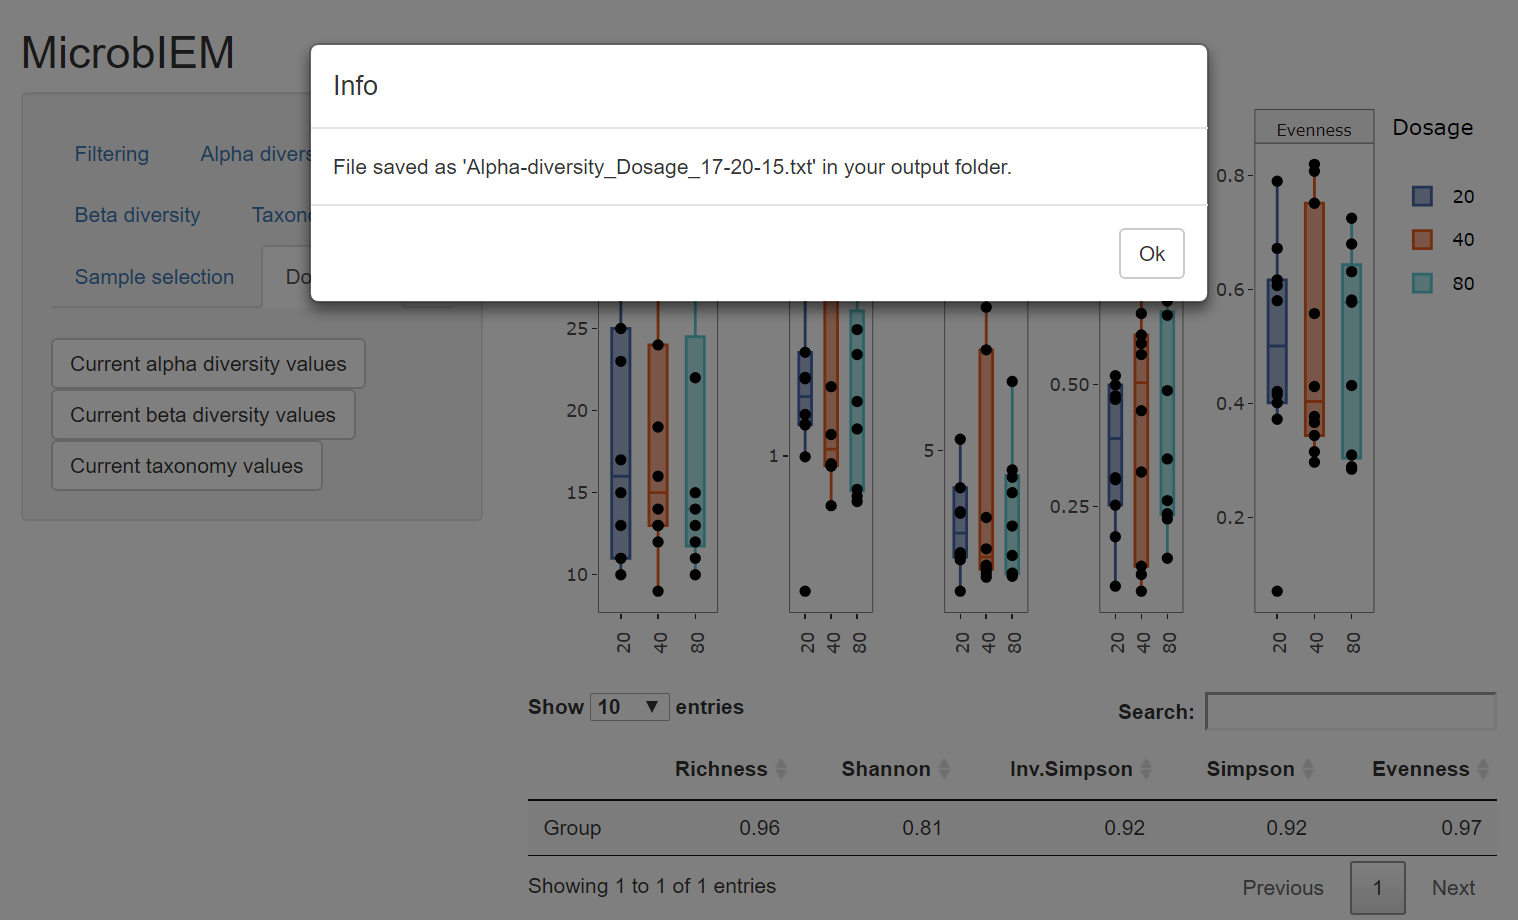 MicrobIEM
Info
File saved as 'Alpha-diversity_Dosage_17-20-15.txt' in your output folder.
Ok
Filtering
Alpha divers
Beta diversity
Taxon
Sample selection
Do
Current alpha diversity values
Current beta diversity values
Current taxonomy values
Evenness
Dosage
20
40
80
25
20
15
10
1
5
0.50
0.25
0.8
0.6
0.4
0.2
20 40 80
20 40 80
20 40 80
20 40 80
20 40 80
Show 10 entries
Search:
Richness Shannon Inv.Simpson Simpson Evenness
Group 0.96 0.81 0.92 0.92 0.97
Showing 1 to 1 of 1 entries
Previous 1 Next